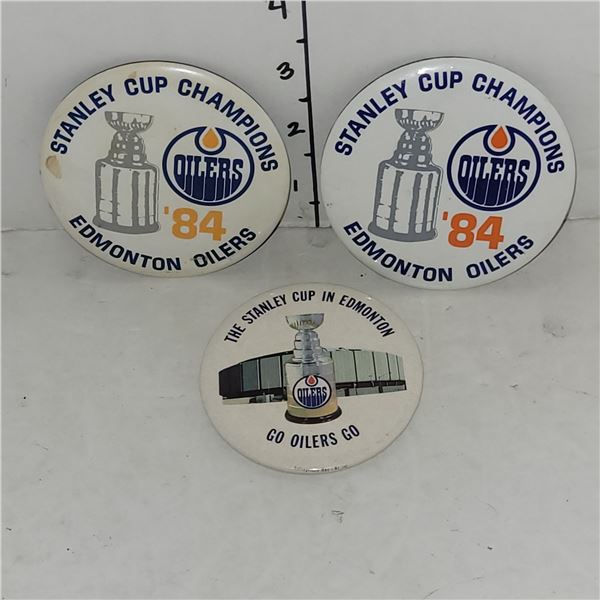 4
3
2
1
STANLEY CUP CHAMPIONS
OILERS
'84
EDMONTON OILERS
STANLEY CUP CHAMPIONS
OILERS
'84
EDMONTON OILERS
THE STANLEY CUP IN EDMONTON
OILERS
GO OILERS GO